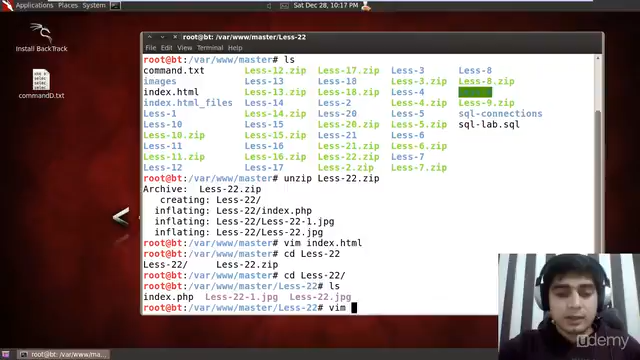 Applications Places System
Sat Dec 28, 10:17 PM
Install BackTrack
commandD.txt
root@bt: /var/www/master/Less-22
File Edit View Terminal Help
root@bt:/var/www/master# ls
command.txt Less-12.zip Less-17.zip Less-3 Less-8
images Less-13 Less-18 Less-3.zip Less-8.zip
index.html Less-13.zip Less-18.zip Less-4
index.html_files Less-14 Less-2 Less-4.zip Less-9.zip
Less-1 Less-14.zip Less-20 Less-5 sql-connections
Less-10 Less-15 Less-20.zip Less-5.zip sql-lab.sql
Less-10.zip Less-15.zip Less-21 Less-6
Less-11 Less-16 Less-21.zip Less-6.zip
Less-11.zip Less-16.zip Less-22.zip Less-7
Less-12 Less-17 Less-2.zip Less-7.zip
root@bt:/var/www/master# unzip Less-22.zip
Archive: Less-22.zip
creating: Less-22/
inflating: Less-22/index.php
inflating: Less-22/Less-22-1.jpg
inflating: Less-22/Less-22.jpg
root@bt:/var/www/master# vim index.html
root@bt:/var/www/master# cd Less-22
Less-22/ Less-22.zip
root@bt:/var/www/master# cd Less-22/
root@bt:/var/www/master/Less-22# ls
index.php Less-22-1.jpg Less-22.jpg
root@bt:/var/www/master/Less-22# vim
root@bt: /var/www/ma...
udemy